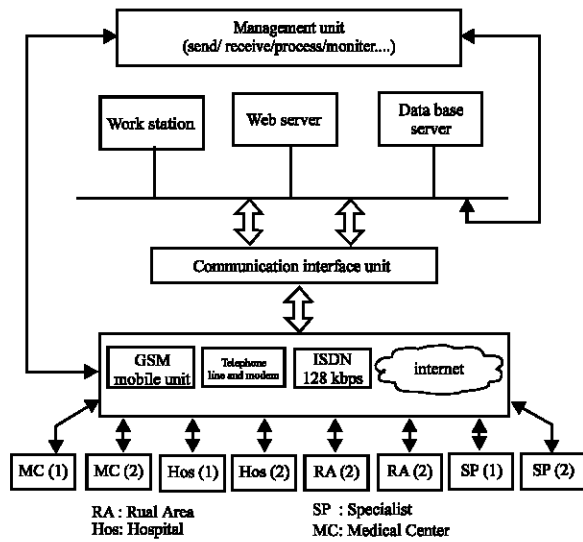 Management unit
(send/ receive/process/moniter....)
Work station
Web server
Data base
server
Communication interface unit
GSM
mobile unit
Telephone
line and modem
ISDN
128 kbps
internet
MC (1)
MC (2)
Hos (1)
Hos (2)
RA (2)
RA (2)
SP (1)
SP (2)
RA : Rual Area
Hos: Hospital
SP : Specialist
MC: Medical Center